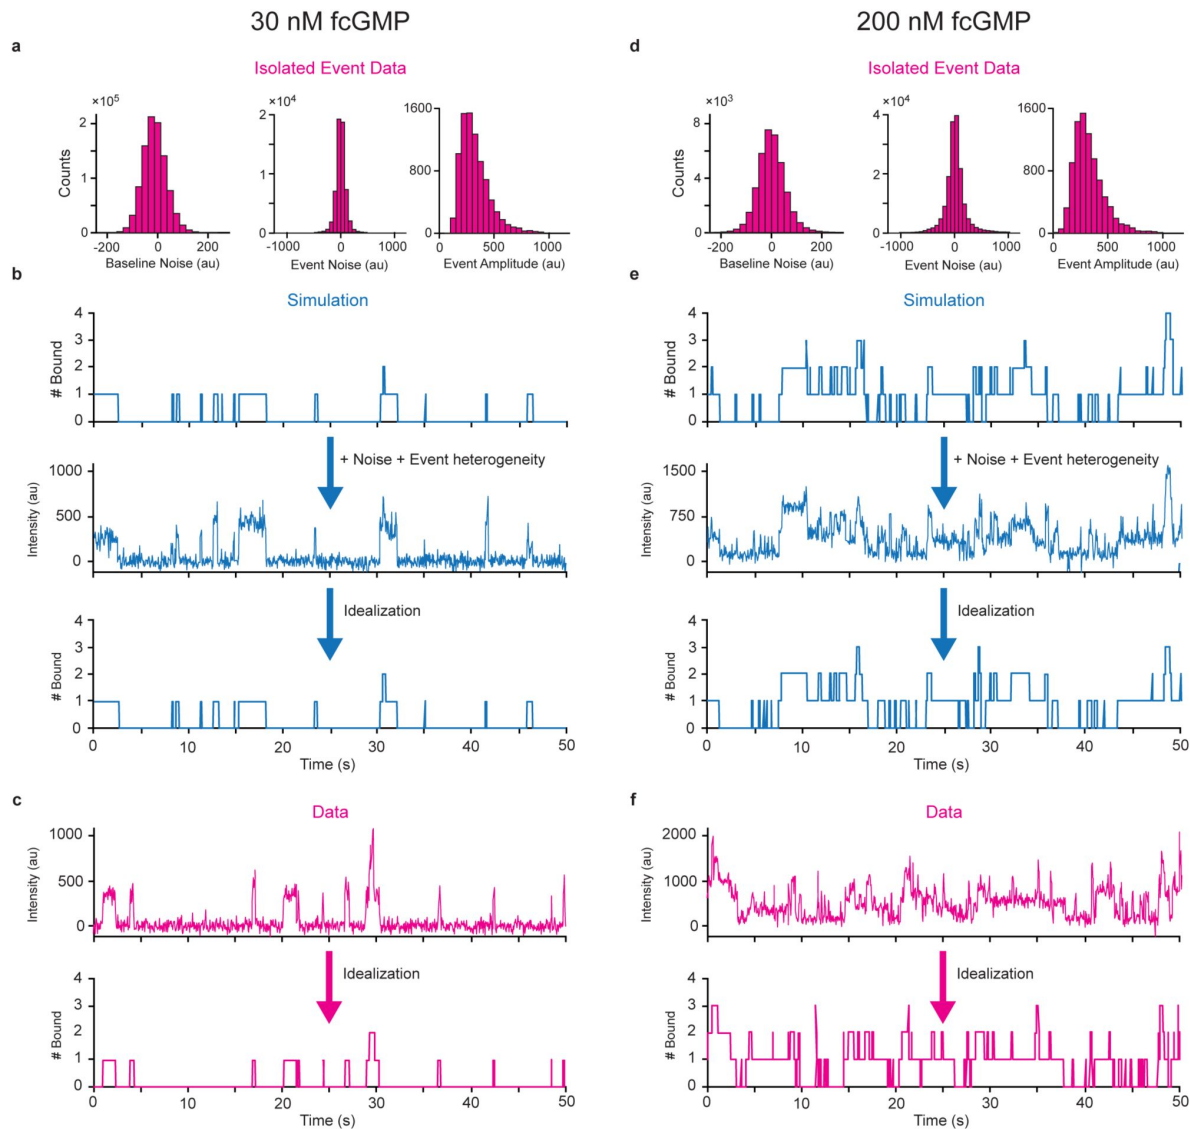 30 nM fcGMP
200 nM fcGMP
a
Isolated Event Data
×10⁵
2
1
0
Counts
-200
0
200
Baseline Noise (au)
×10⁴
2
1
0
-1000
0
1000
Event Noise (au)
1600
800
0
0
500
1000
Event Amplitude (au)
d
Isolated Event Data
×10³
8
4
0
Counts
-200
0
200
Baseline Noise (au)
×10⁴
4
2
0
-1000
0
1000
Event Noise (au)
1600
800
0
0
500
1000
Event Amplitude (au)
b
Simulation
4
3
2
1
0
# Bound
+ Noise + Event heterogeneity
1000
500
0
Intensity (au)
Idealization
4
3
2
1
0
# Bound
0
10
20
30
40
50
Time (s)
e
Simulation
4
3
2
1
0
# Bound
+ Noise + Event heterogeneity
1500
750
0
Intensity (au)
Idealization
4
3
2
1
0
# Bound
0
10
20
30
40
50
Time (s)
c
Data
1000
500
0
Intensity (au)
Idealization
4
3
2
1
0
# Bound
0
10
20
30
40
50
Time (s)
f
Data
2000
1000
0
Intensity (au)
Idealization
4
3
2
1
0
# Bound
0
10
20
30
40
50
Time (s)